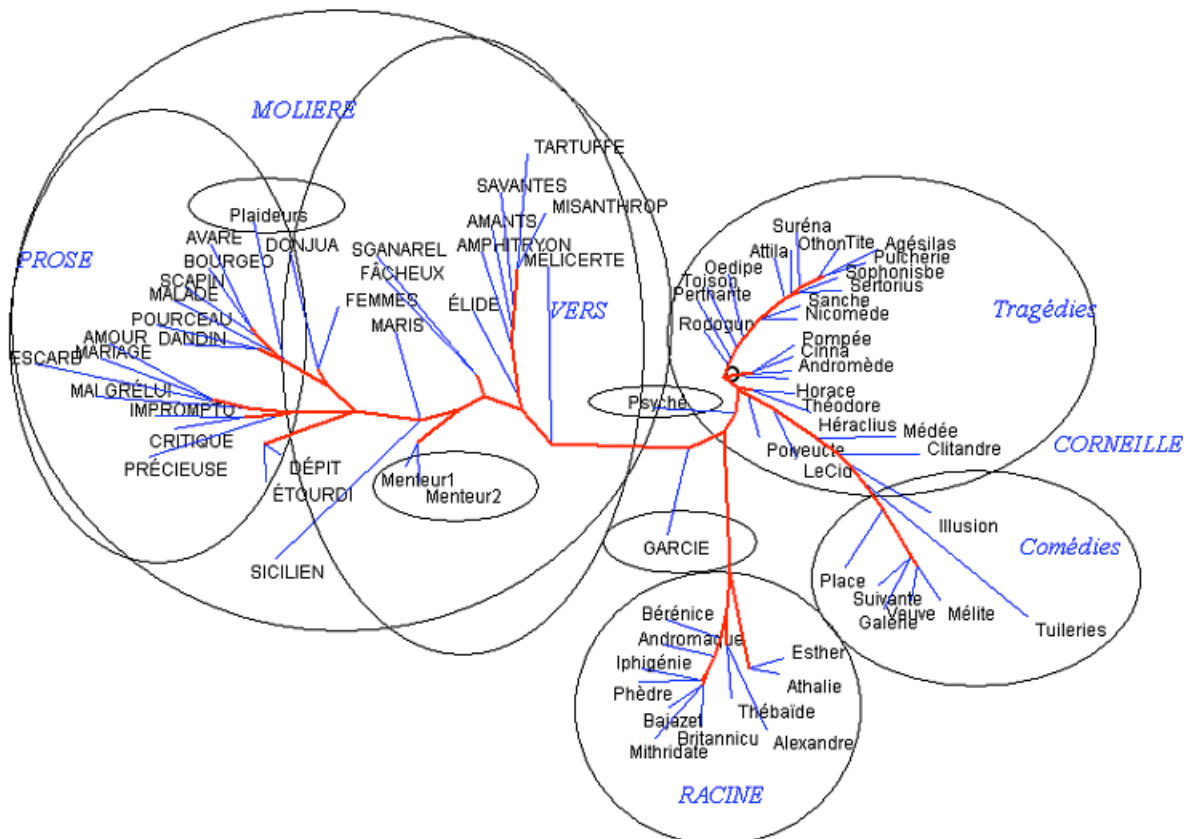 MOLIERE
TARTUFFE
SAVANTES
MISANTHROP
Plaideurs
AMANTS
Suréna
AVARE
DONJUA
SGANAREL
AMPHITRYON
Othon
Tite
Agésilas
BOURGEO
MÉLICERTE
Attila
Pulchérie
PROSE
FÂCHEUX
Oedipe
Sophonisbe
SCAPIN
Toison
Sertorius
MALADE
FEMMES
ÉLIDE
VERS
Pertharite
Sanche
Tragédies
POURCEAU
MARIS
Rodogun
Nicomède
AMOUR
DANDIN
Pompée
ESCARB
MARIAGE
Cinna
Andromède
MALGRÉLUI
Horace
IMPROMPTU
Psyché
Théodore
CRITIQUE
Héraclius
Médée
CORNEILLE
PRÉCIEUSE
DÉPIT
Menteur1
Polyeucte
Clitandre
ÉTOURDI
Menteur2
LeCid
Illusion
GARCIE
Comédies
SICILIEN
Place
Suivante
Veuve
Mélite
Bérénice
Galerie
Tuileries
Andromaque
Esther
Iphigénie
Athalie
Phèdre
Thébaïde
Bajazet
Britannicu
Alexandre
Mithridate
RACINE